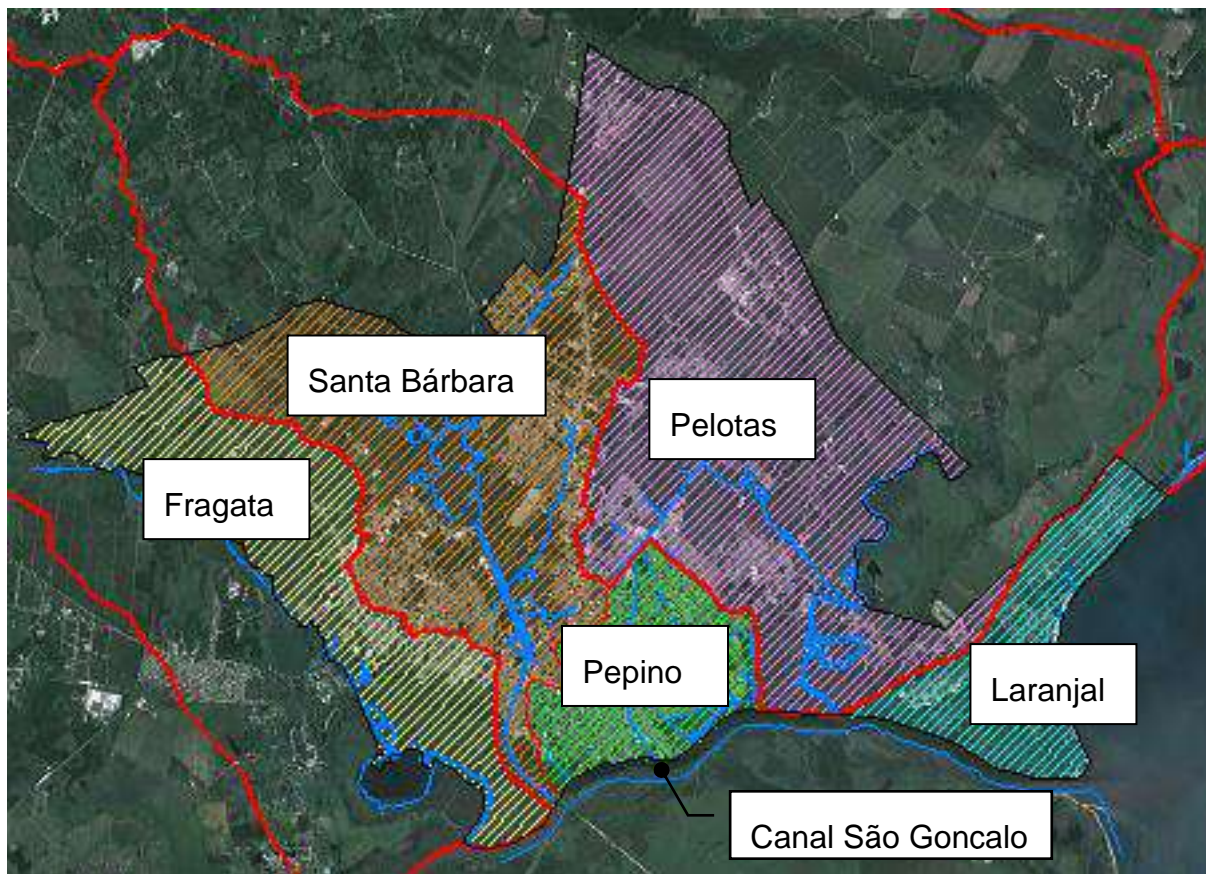 Santa Bárbara
Pelotas
Fragata
Pepino
Laranjal
Canal São Goncalo